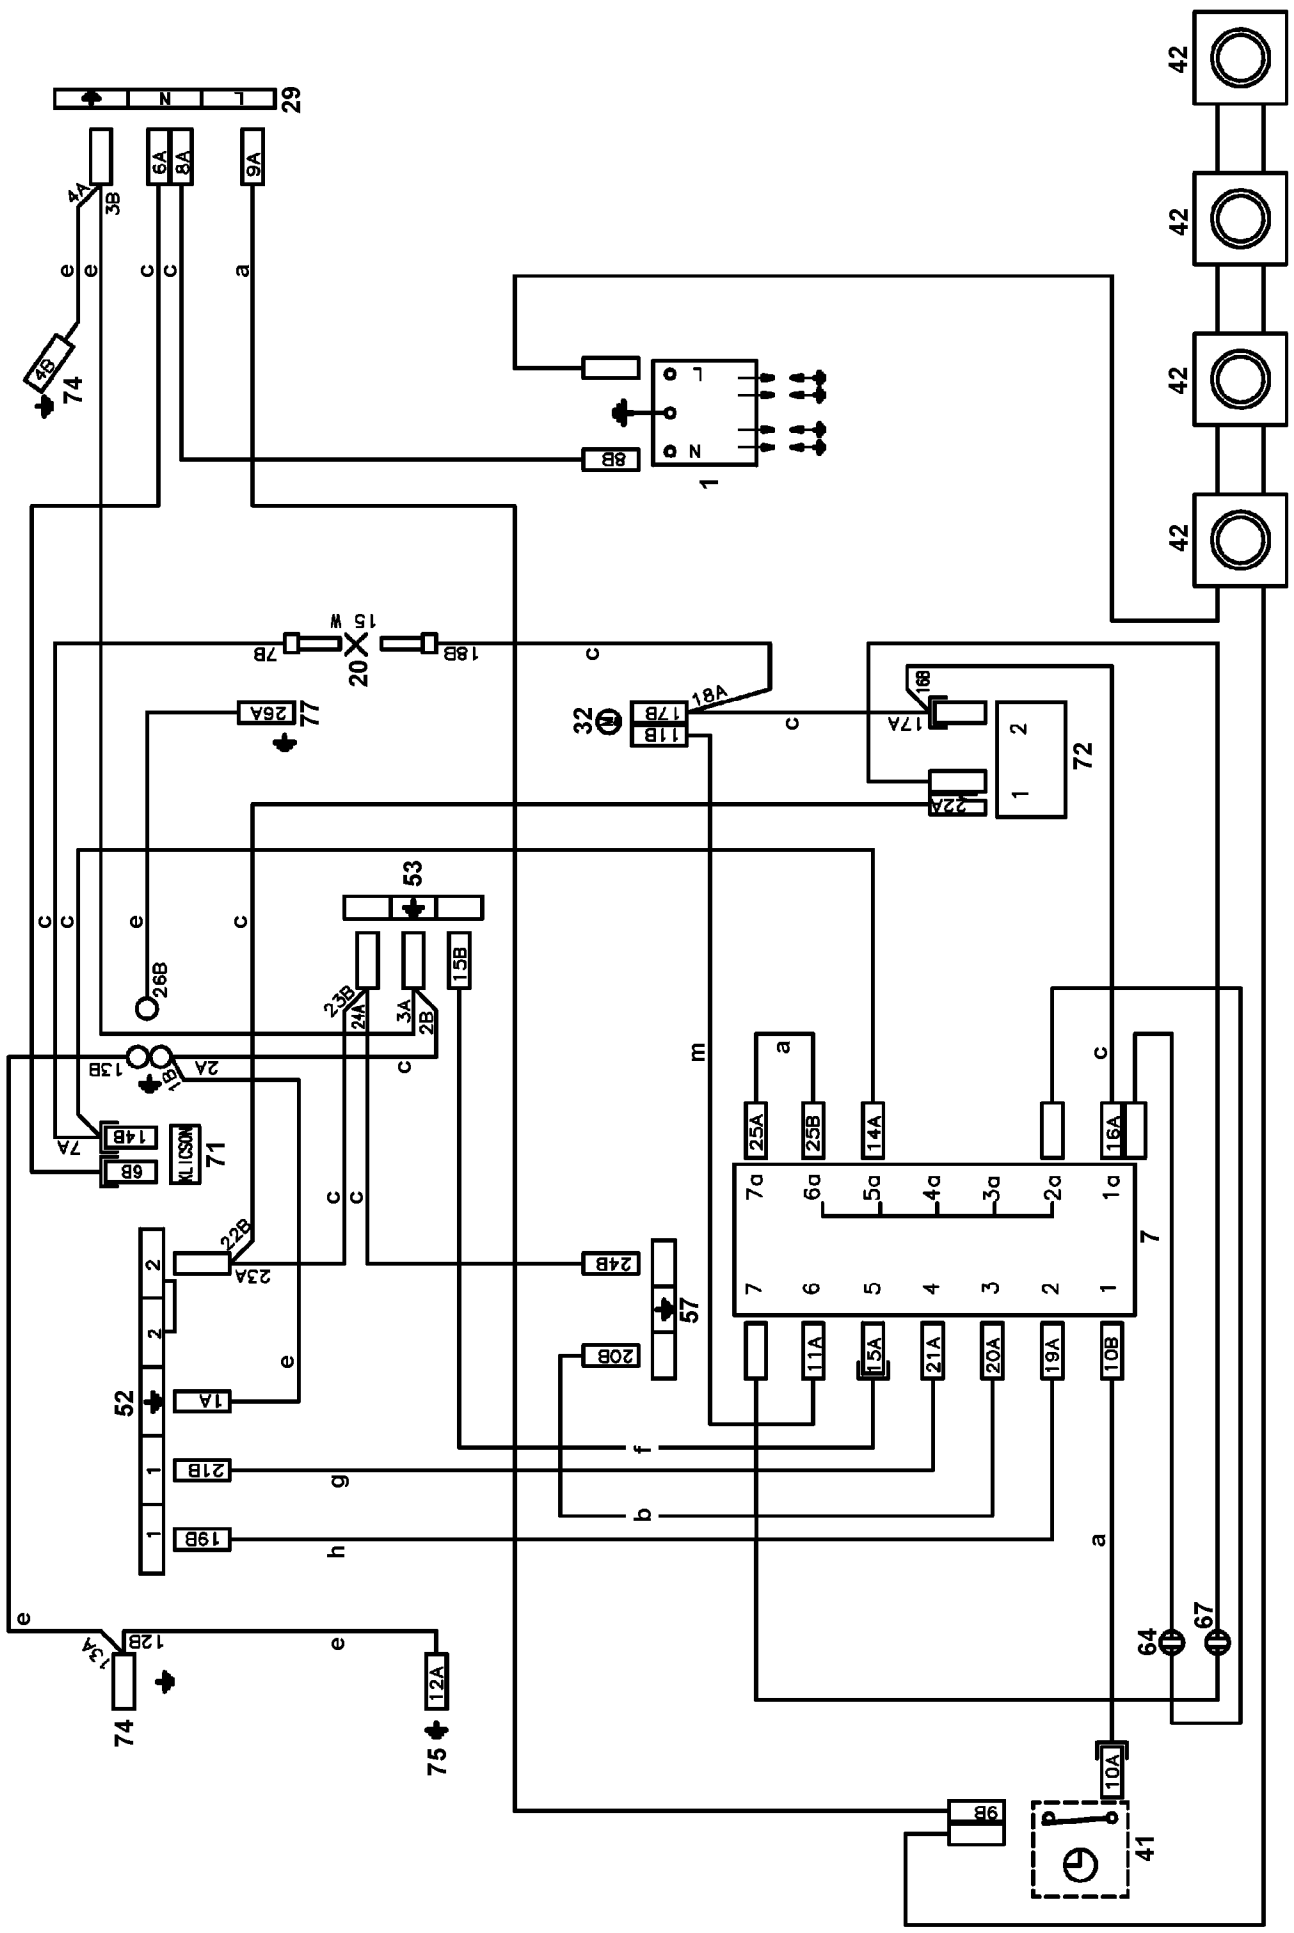 42
42
42
42
29
N
L
6A
8A
9A
4A
3B
e
e
c
c
a
4B
74
8B
N
L
1
7B
20
15 W
18B
c
26A
77
32
17B
11B
18A
c
17A
16B
22A
1
2
72
c
c
e
c
26B
53
23B
24A
3A
2B
15B
13B
1B
2A
c
7A
14B
6B
KLICSON
71
m
a
c
25A
25B
14A
16A
7a
6a
5a
4a
3a
2a
1a
7
6
5
4
3
2
1
7
11A
15A
21A
20A
19A
10B
22B
23A
c
c
24B
20B
57
2
2
1
1
52
1A
21B
19B
e
f
g
b
h
a
e
13A
12B
e
74
12A
75
64
67
10A
9B
41